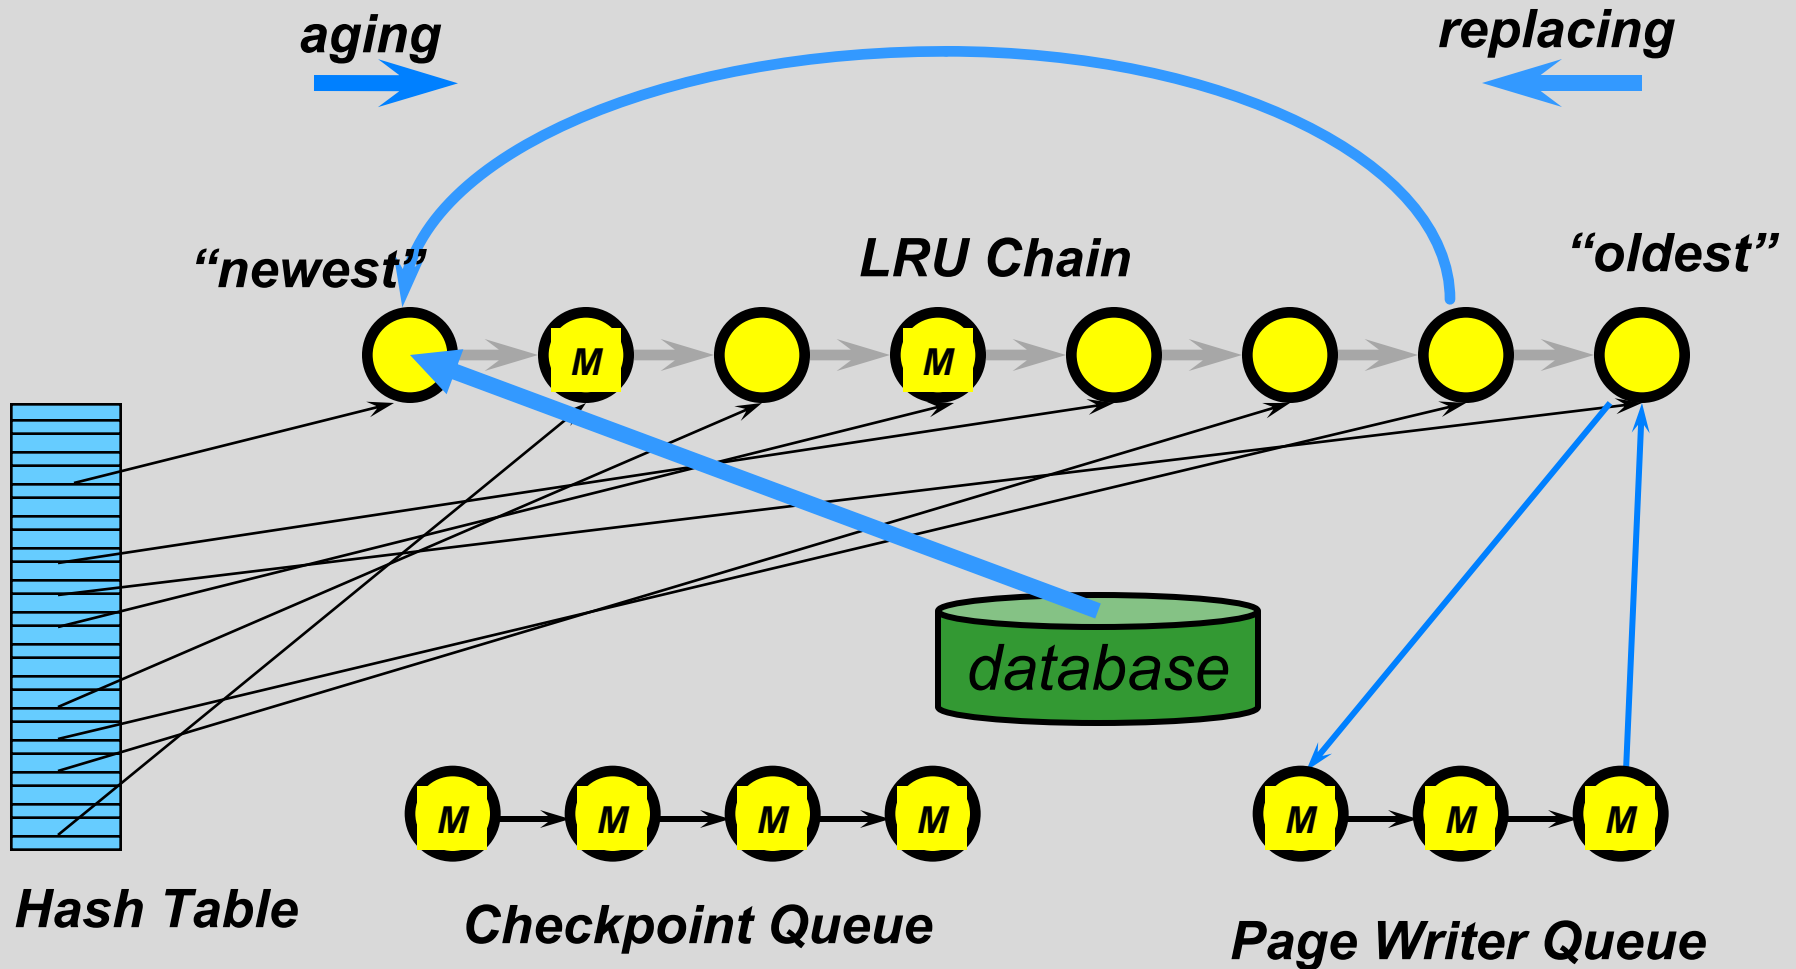 aging
replacing
“newest”
LRU Chain
“oldest”
M
M
database
M
M
M
M
M
M
M
Hash Table
Checkpoint Queue
Page Writer Queue